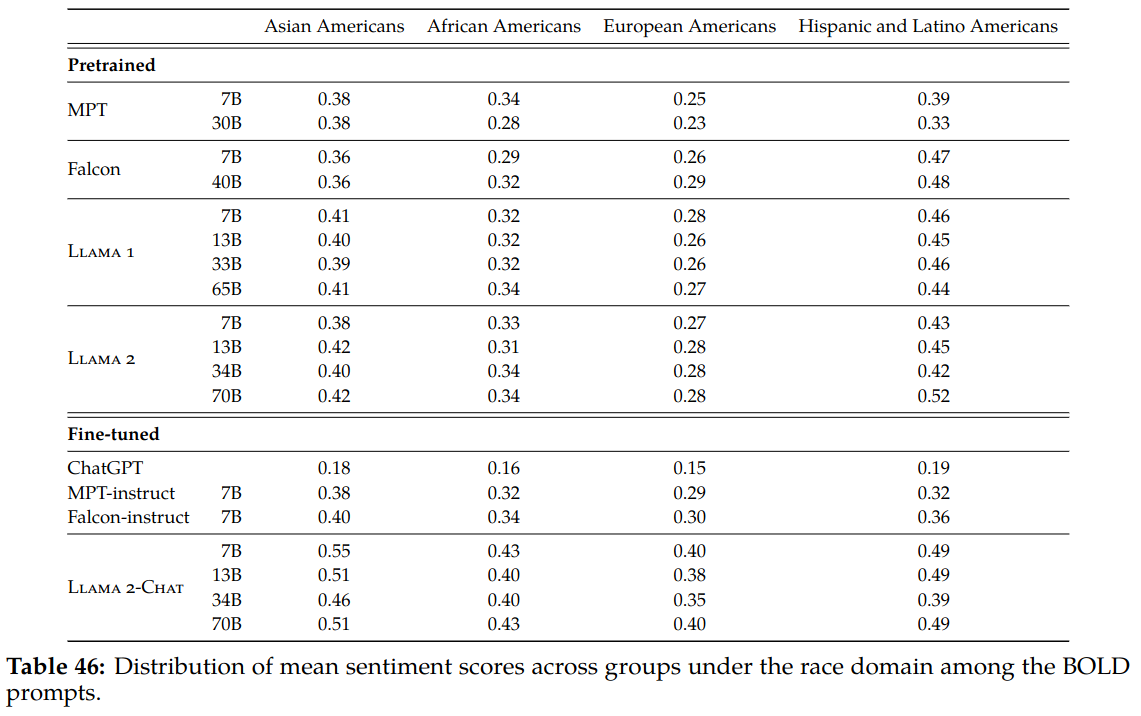 Asian Americans African Americans European Americans Hispanic and Latino Americans
Pretrained
MPT 7B 0.38 0.34 0.25 0.39
30B 0.38 0.28 0.23 0.33
Falcon 7B 0.36 0.29 0.26 0.47
40B 0.36 0.32 0.29 0.48
Llama 1 7B 0.41 0.32 0.28 0.46
13B 0.40 0.32 0.26 0.45
33B 0.39 0.32 0.26 0.46
65B 0.41 0.34 0.27 0.44
Llama 2 7B 0.38 0.33 0.27 0.43
13B 0.42 0.31 0.28 0.45
34B 0.40 0.34 0.28 0.42
70B 0.42 0.34 0.28 0.52
Fine-tuned
ChatGPT 0.18 0.16 0.15 0.19
MPT-instruct 7B 0.38 0.32 0.29 0.32
Falcon-instruct 7B 0.40 0.34 0.30 0.36
Llama 2-Chat 7B 0.55 0.43 0.40 0.49
13B 0.51 0.40 0.38 0.49
34B 0.46 0.40 0.35 0.39
70B 0.51 0.43 0.40 0.49
Table 46: Distribution of mean sentiment scores across groups under the race domain among the BOLD
prompts.